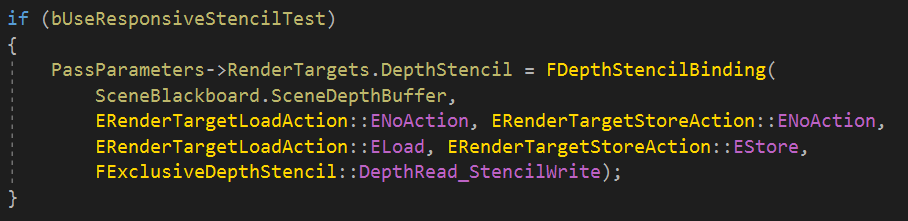 if (bUseResponsiveStencilTest)
{
PassParameters->RenderTargets.DepthStencil = FDepthStencilBinding(
SceneBlackboard.SceneDepthBuffer,
ERenderTargetLoadAction::ENoAction, ERenderTargetStoreAction::ENoAction,
ERenderTargetLoadAction::ELoad, ERenderTargetStoreAction::EStore,
FExclusiveDepthStencil::DepthRead_StencilWrite);
}